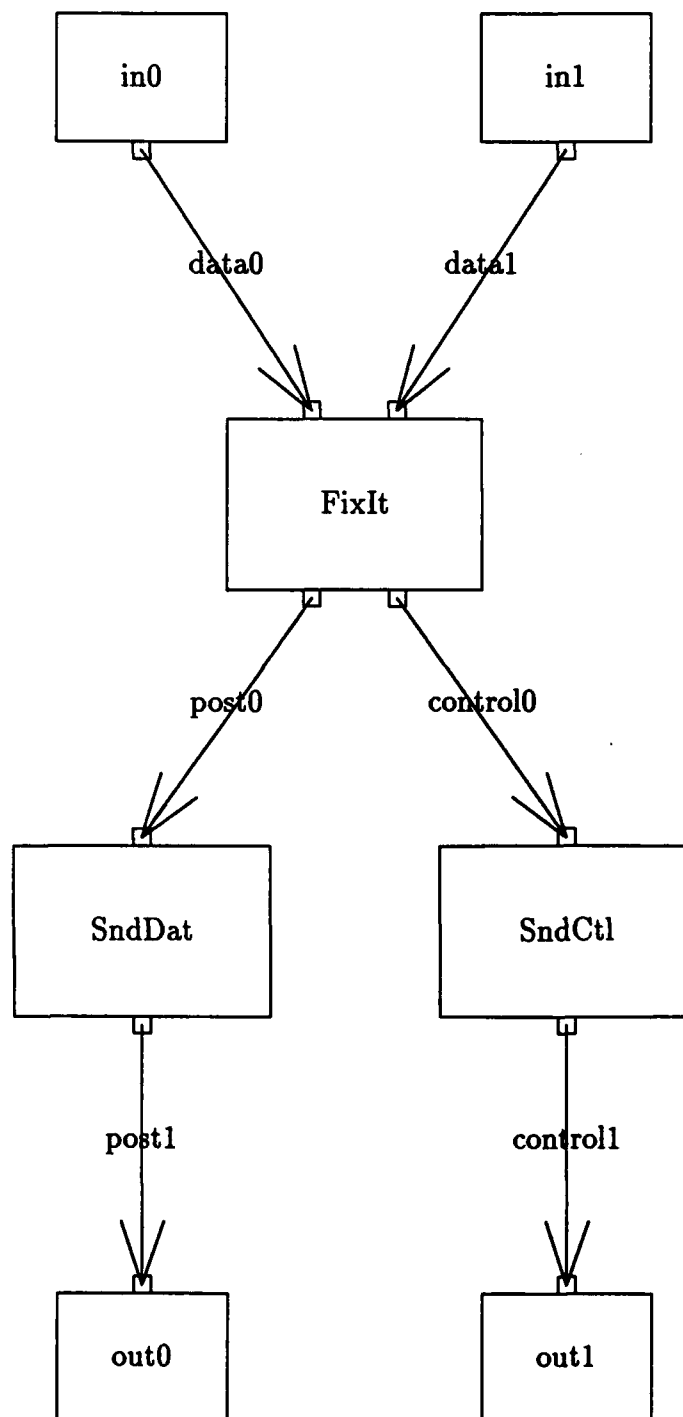 in0
in1
data0
data1
FixIt
post0
control0
SndDat
SndCtl
post1
control1
out0
out1